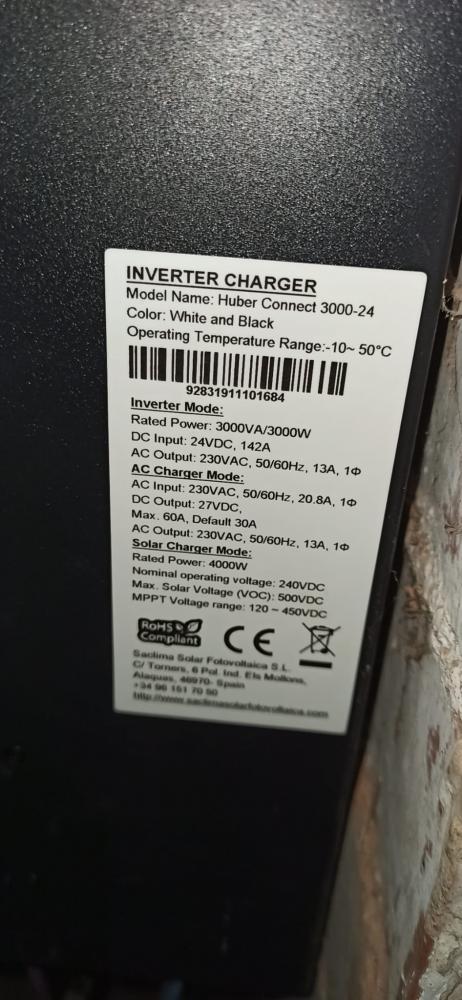 INVERTER CHARGER
Model Name: Huber Connect 3000-24
Color: White and Black
Operating Temperature Range:-10~ 50°C
92831911101684
Inverter Mode:
Rated Power: 3000VA/3000W
DC Input: 24VDC, 142A
AC Output: 230VAC, 50/60Hz, 13A, 1Φ
AC Charger Mode:
AC Input: 230VAC, 50/60Hz, 20.8A, 1Φ
DC Output: 27VDC,
Max. 60A, Default 30A
AC Output: 230VAC, 50/60Hz, 13A, 1Φ
Solar Charger Mode:
Rated Power: 4000W
Nominal operating voltage: 240VDC
Max. Solar Voltage (VOC): 500VDC
MPPT Voltage range: 120 ~ 450VDC
RoHS
Compliant
CE
Saclima Solar Fotovoltaica S.L.
C/ Torners, 6 Pol. Ind. Els Mollons,
Alaquas, 46970- Spain
+34 96 151 70 50
http://www.saclimasolarfotovoltaica.com